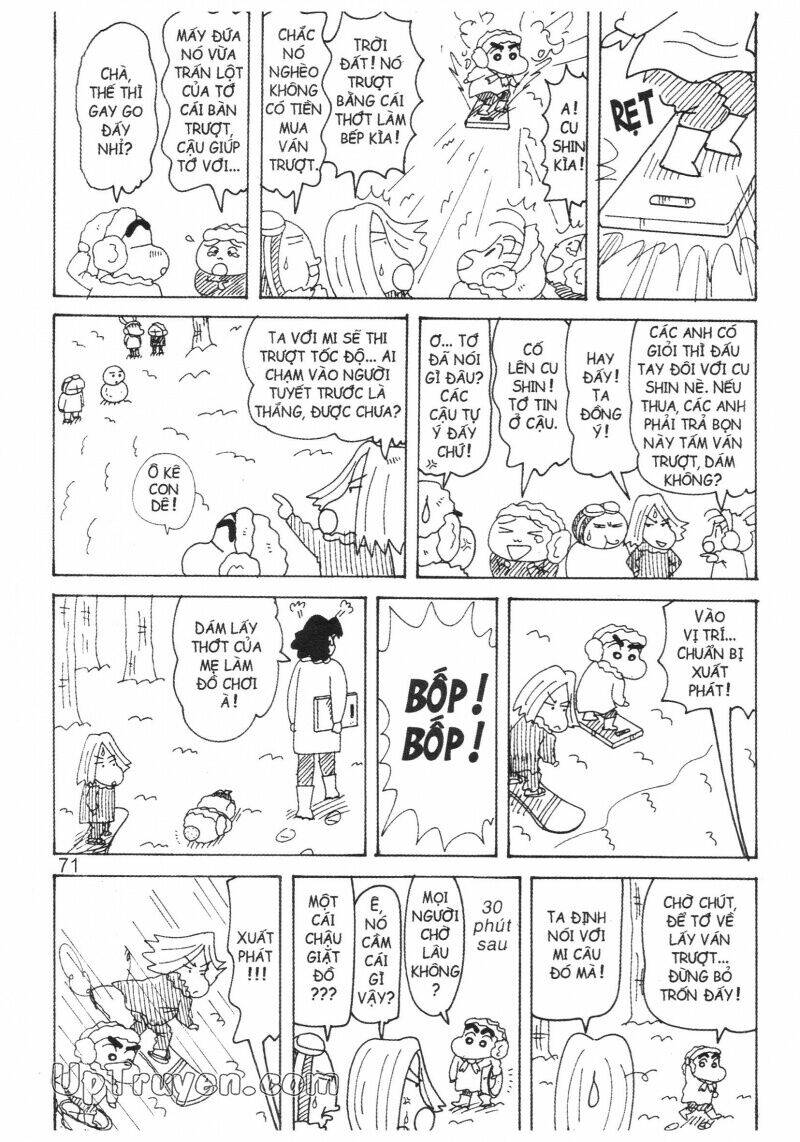 RẸT
A!
CU
SHIN
KÌA!
TRỜI
ĐẤT! NÓ
TRƯỢT
BẰNG CÁI
THỚT LÀM
BẾP KÌA!
CHẮC
NÓ
NGHÈO
KHÔNG
CÓ TIỀN
MUA
VÁN
TRƯỢT.
MẤY ĐỨA
NÓ VỪA
TRẤN LỘT
CỦA TỚ
CÁI BÀN
TRƯỢT,
CẬU GIÚP
TỚ VỚI...
CHÀ,
THẾ THÌ
GAY GO
ĐẤY
NHỈ?
CÁC ANH CÓ
GIỎI THÌ ĐẤU
TAY ĐÔI VỚI CU
SHIN NÈ. NẾU
THUA, CÁC ANH
PHẢI TRẢ BỌN
NÀY TẤM VÁN
TRƯỢT, DÁM
KHÔNG?
HAY
ĐẤY!
TA
ĐỒNG
Ý!
CÓ
LÊN CU
SHIN!
TỚ TIN
Ở CẬU.
Ơ... TỚ
ĐÃ NÓI
GÌ ĐÂU?
CÁC
CẬU TỰ
Ý ĐẤY
CHỨ!
TA VỚI MI SẼ THI
TRƯỢT TỐC ĐỘ... AI
CHẠM VÀO NGƯỜI
TUYẾT TRƯỚC LÀ
THẮNG, ĐƯỢC CHƯA?
Ô KÊ
CON
DÊ!
VÀO
VỊ TRÍ...
CHUẨN BỊ
XUẤT
PHÁT!
BỐP!
BỐP!
DÁM LẤY
THỚT CỦA
MẸ LÀM
ĐỒ CHƠI
À!
71
CHỜ CHÚT,
ĐỂ TỚ VỀ
LẤY VÁN
TRƯỢT...
ĐỪNG BỎ
TRỐN ĐẤY!
TA ĐỊNH
NÓI VỚI
MI CÂU
ĐÓ MÀ!
30
phút
sau
MỌI
NGƯỜI
CHỜ
LÂU
KHÔNG?
Ê,
NÓ
CẦM
CÁI
GÌ
VẬY?
MỘT
CÁI
CHẬU
GIẶT
ĐỒ
???
XUẤT
PHÁT
!!!
UpTruyen.com